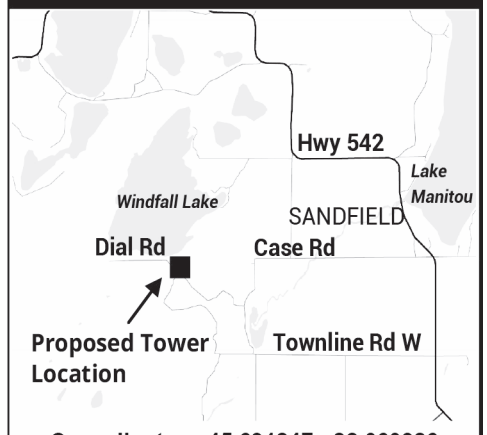 Hwy 542
Lake
Manitou
Windfall Lake
SANDFIELD
Dial Rd
Case Rd
Proposed Tower
Location
Townline Rd W